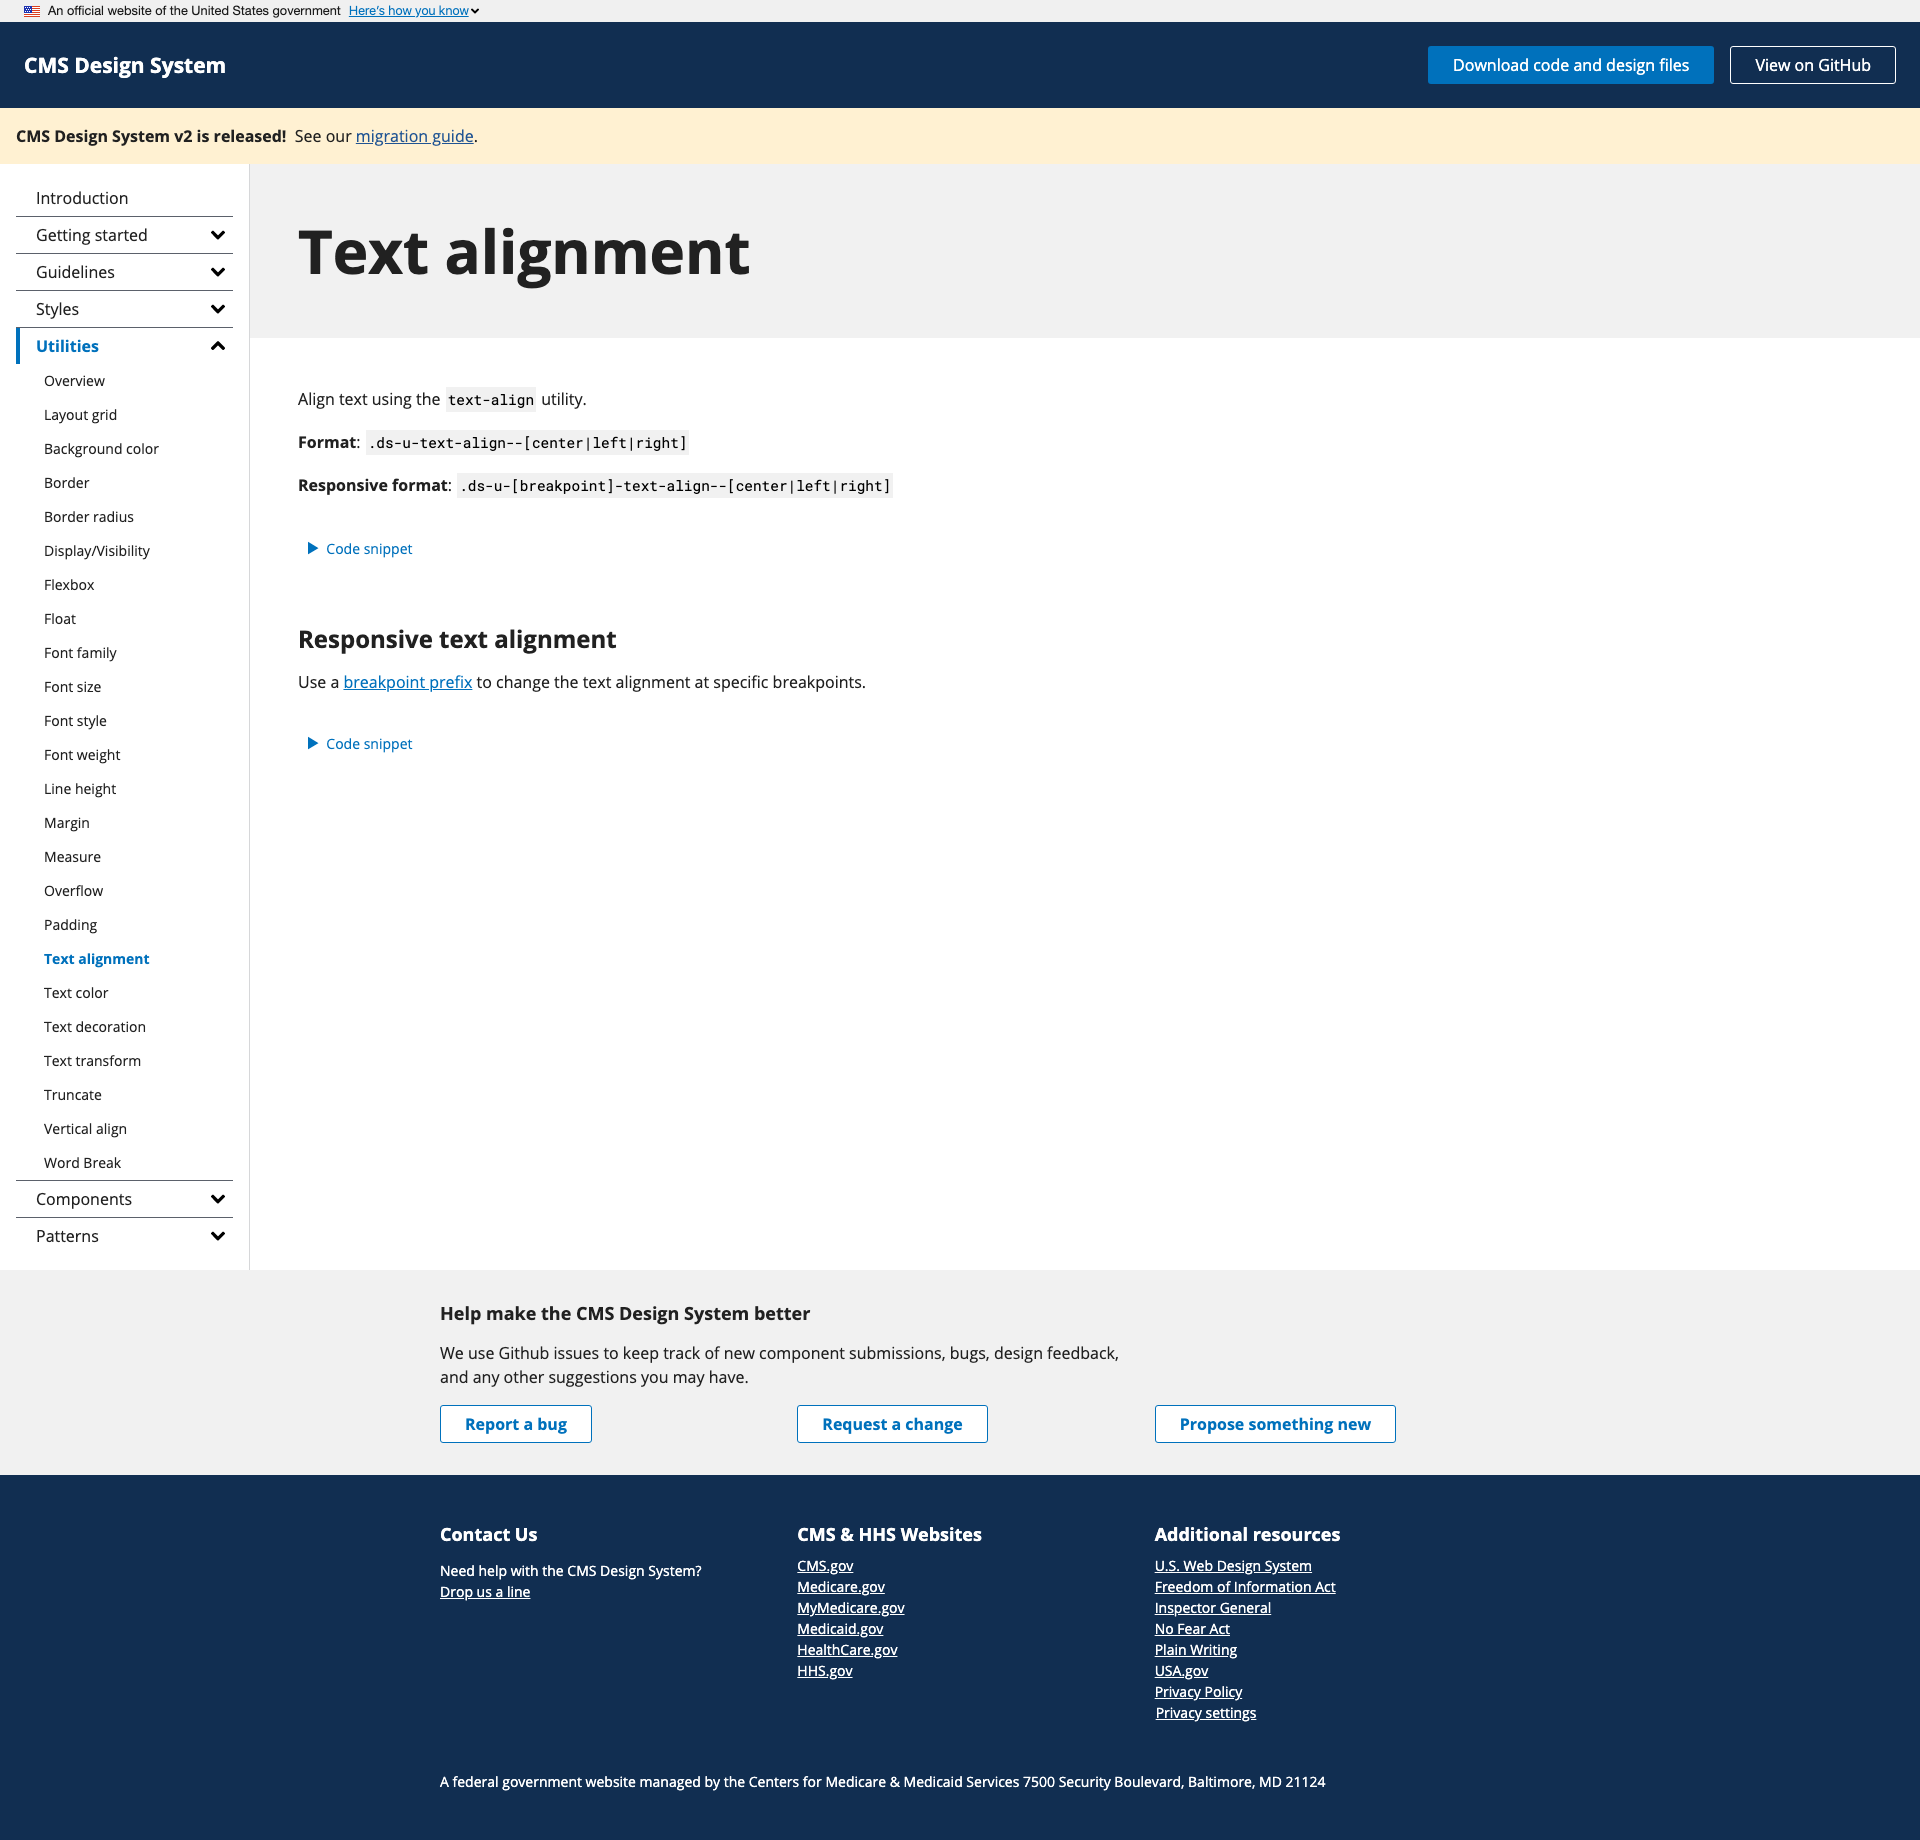 An official website of the United States government Here's how you know
CMS Design System
Download code and design files
View on GitHub
CMS Design System v2 is released! See our migration guide.
Introduction
Getting started
Guidelines
Styles
Utilities
Overview
Layout grid
Background color
Border
Border radius
Display/Visibility
Flexbox
Float
Font family
Font size
Font style
Font weight
Line height
Margin
Measure
Overflow
Padding
Text alignment
Text color
Text decoration
Text transform
Truncate
Vertical align
Word Break
Components
Patterns
Text alignment
Align text using the text-align utility.
Format: .ds-u-text-align--[center|left|right]
Responsive format: .ds-u-[breakpoint]-text-align--[center|left|right]
Code snippet
Responsive text alignment
Use a breakpoint prefix to change the text alignment at specific breakpoints.
Code snippet
Help make the CMS Design System better
We use Github issues to keep track of new component submissions, bugs, design feedback,
and any other suggestions you may have.
Report a bug
Request a change
Propose something new
Contact Us
Need help with the CMS Design System?
Drop us a line
CMS & HHS Websites
CMS.gov
Medicare.gov
MyMedicare.gov
Medicaid.gov
HealthCare.gov
HHS.gov
Additional resources
U.S. Web Design System
Freedom of Information Act
Inspector General
No Fear Act
Plain Writing
USA.gov
Privacy Policy
Privacy settings
A federal government website managed by the Centers for Medicare & Medicaid Services 7500 Security Boulevard, Baltimore, MD 21124